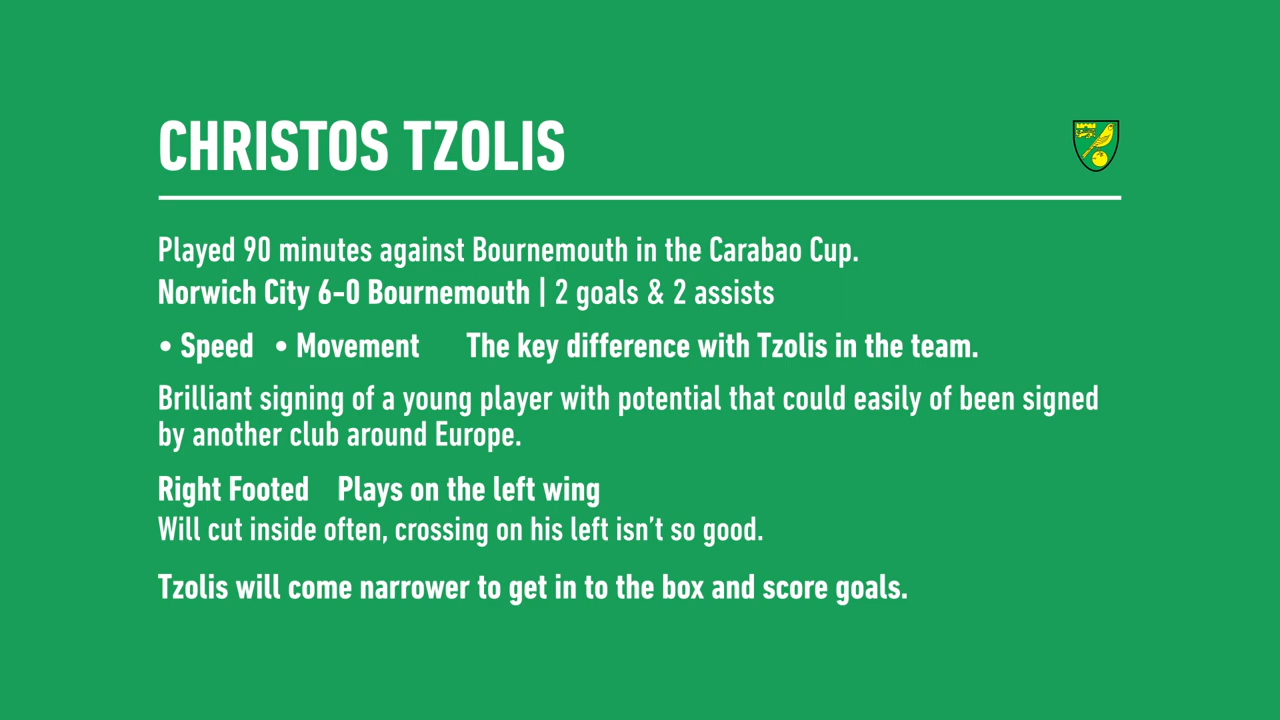 CHRISTOS TZOLIS
Played 90 minutes against Bournemouth in the Carabao Cup.
Norwich City 6-0 Bournemouth | 2 goals & 2 assists
• Speed • Movement The key difference with Tzolis in the team.
Brilliant signing of a young player with potential that could easily of been signed
by another club around Europe.
Right Footed Plays on the left wing
Will cut inside often, crossing on his left isn't so good.
Tzolis will come narrower to get in to the box and score goals.